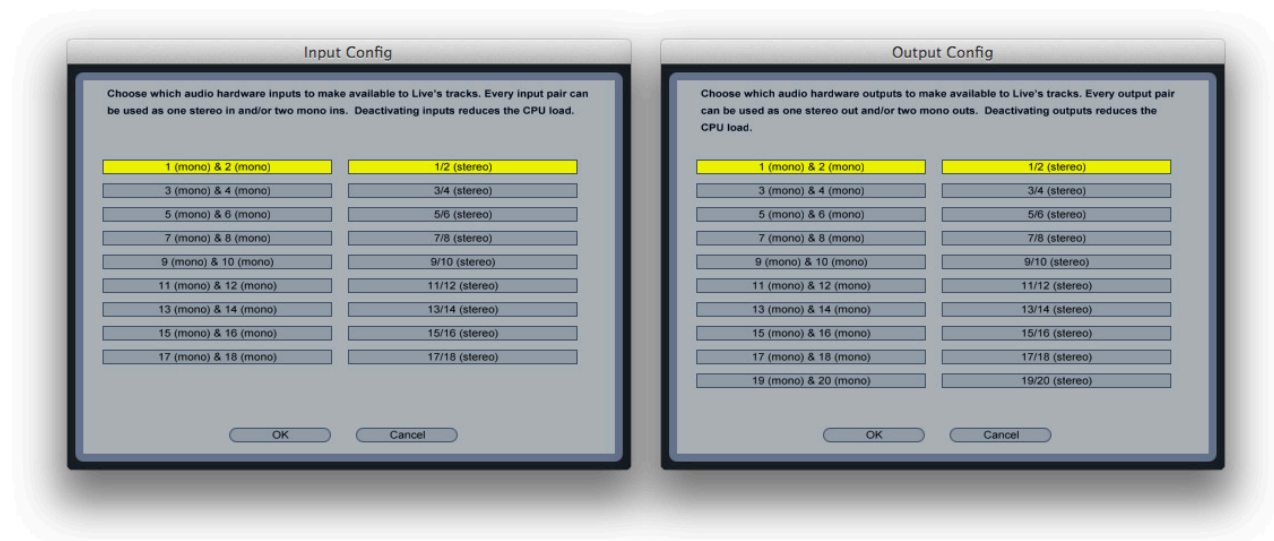 Input Config
Choose which audio hardware inputs to make available to Live's tracks. Every input pair can
be used as one stereo in and/or two mono ins. Deactivating inputs reduces the CPU load.
1 (mono) & 2 (mono) 1/2 (stereo)
3 (mono) & 4 (mono) 3/4 (stereo)
5 (mono) & 6 (mono) 5/6 (stereo)
7 (mono) & 8 (mono) 7/8 (stereo)
9 (mono) & 10 (mono) 9/10 (stereo)
11 (mono) & 12 (mono) 11/12 (stereo)
13 (mono) & 14 (mono) 13/14 (stereo)
15 (mono) & 16 (mono) 15/16 (stereo)
17 (mono) & 18 (mono) 17/18 (stereo)
OK Cancel
Output Config
Choose which audio hardware outputs to make available to Live's tracks. Every output pair
can be used as one stereo out and/or two mono outs. Deactivating outputs reduces the
CPU load.
1 (mono) & 2 (mono) 1/2 (stereo)
3 (mono) & 4 (mono) 3/4 (stereo)
5 (mono) & 6 (mono) 5/6 (stereo)
7 (mono) & 8 (mono) 7/8 (stereo)
9 (mono) & 10 (mono) 9/10 (stereo)
11 (mono) & 12 (mono) 11/12 (stereo)
13 (mono) & 14 (mono) 13/14 (stereo)
15 (mono) & 16 (mono) 15/16 (stereo)
17 (mono) & 18 (mono) 17/18 (stereo)
19 (mono) & 20 (mono) 19/20 (stereo)
OK Cancel